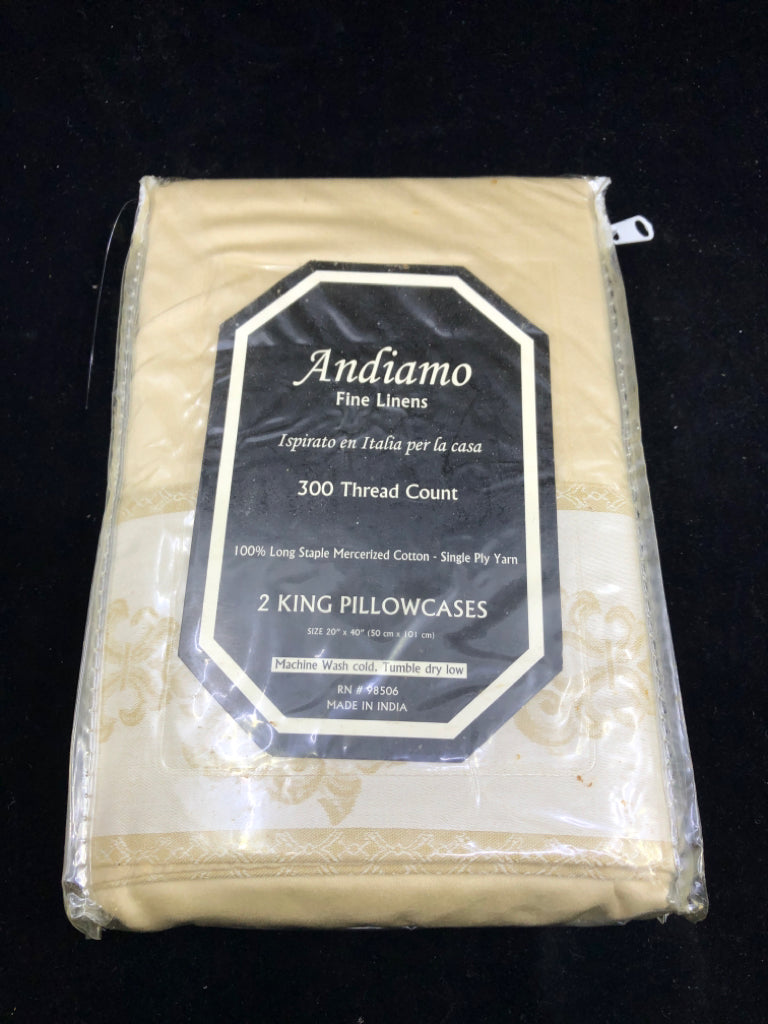 Andiamo
Fine Linens
Ispirato en Italia per la casa
300 Thread Count
100% Long Staple Mercerized Cotton - Single Ply Yarn
2 KING PILLOWCASES
SIZE 20" x 40" (50 cm x 101 cm)
Machine Wash cold. Tumble dry low
RN # 98506
MADE IN INDIA